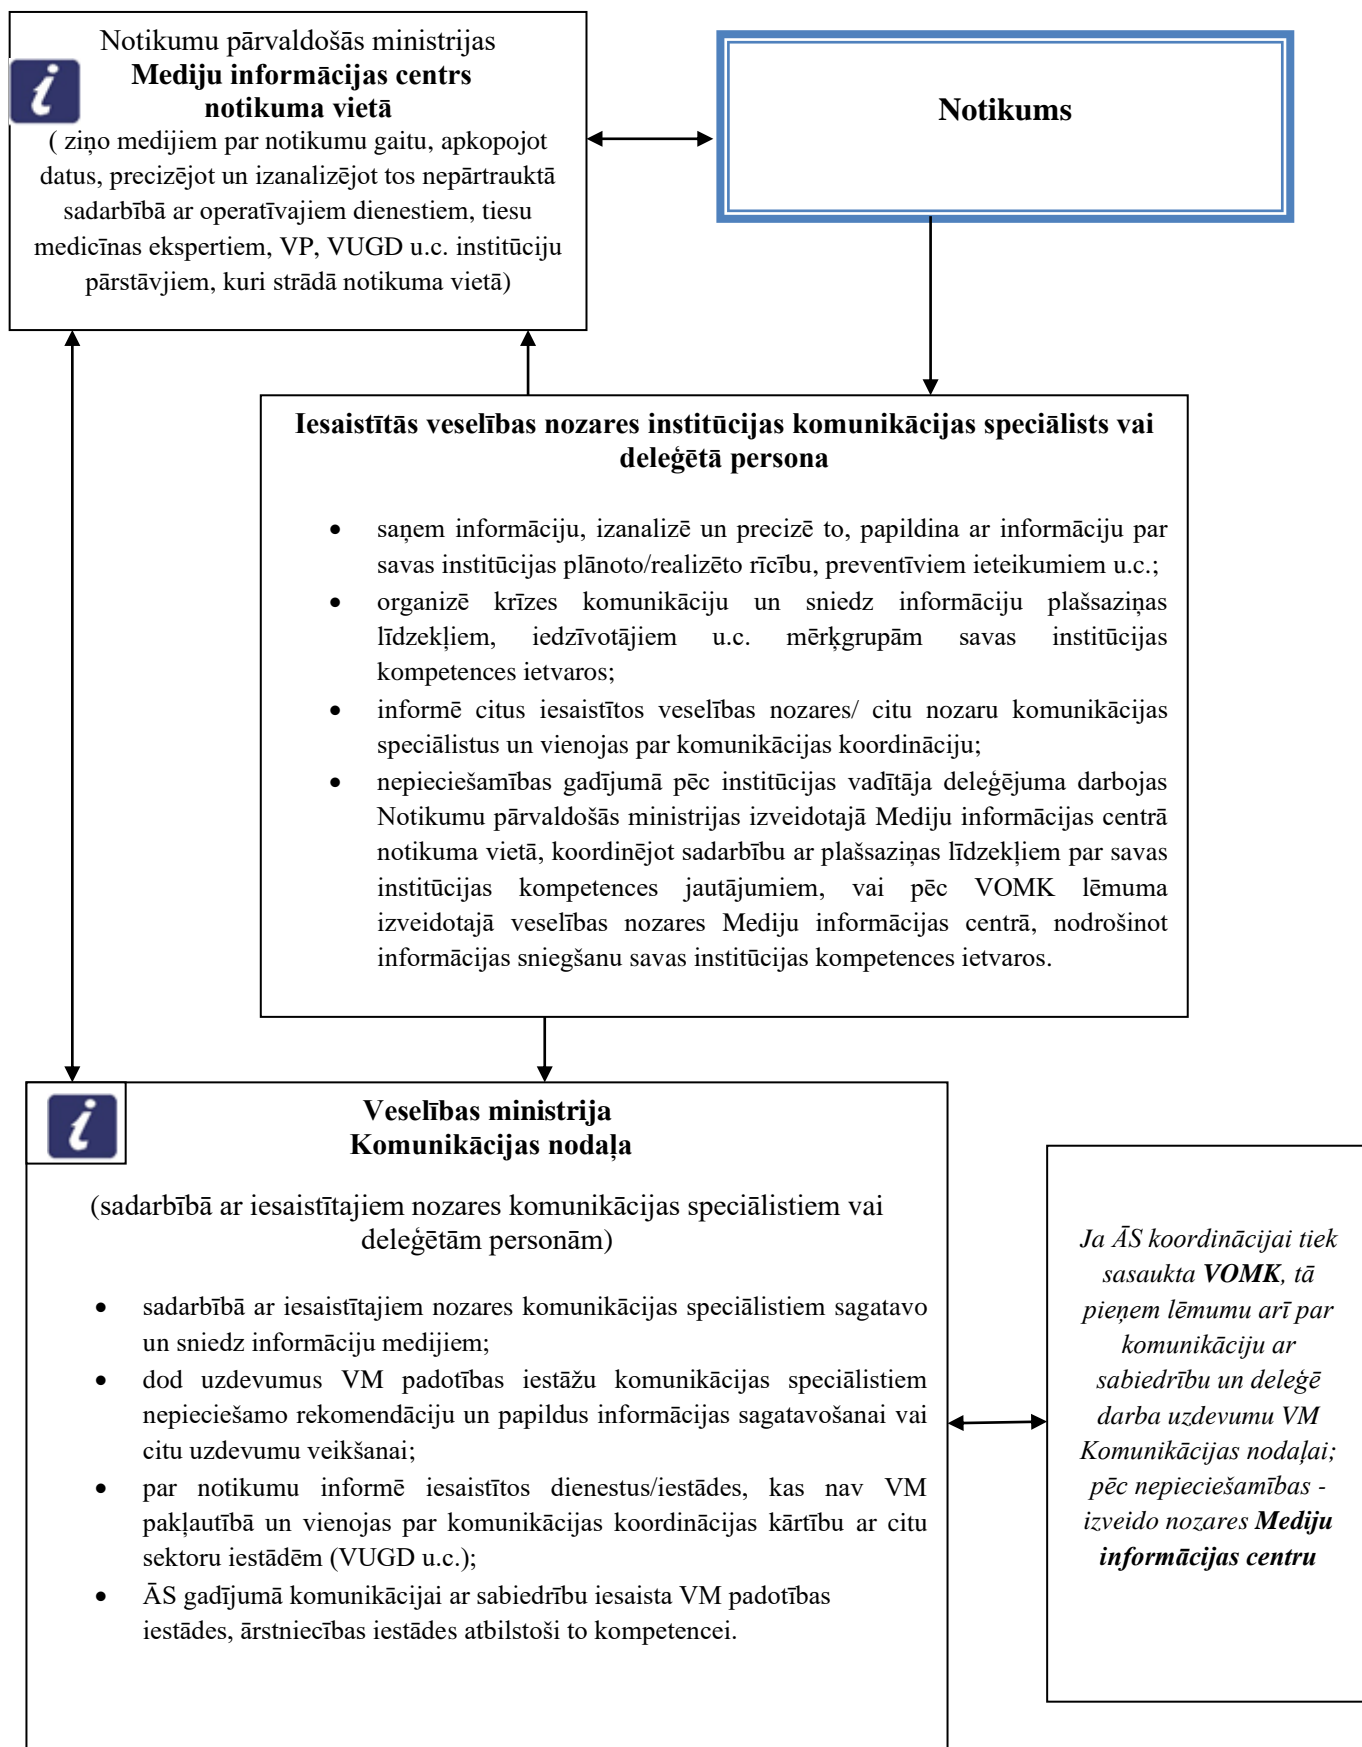 Notikumu pārvaldošās ministrijas
Mediju informācijas centrs
notikuma vietā
( ziņo medijiem par notikumu gaitu, apkopojot
datus, precizējot un izanalizējot tos nepārtrauktā
sadarbībā ar operatīvajiem dienestiem, tiesu
medicīnas ekspertiem, VP, VUGD u.c. institūciju
pārstāvjiem, kuri strādā notikuma vietā)
Notikums
Iesaistītās veselības nozares institūcijas komunikācijas speciālists vai
deleģētā persona
• saņem informāciju, izanalizē un precizē to, papildina ar informāciju par
savas institūcijas plānoto/realizēto rīcību, preventīviem ieteikumiem u.c.;
• organizē krīzes komunikāciju un sniedz informāciju plašsaziņas
līdzekļiem, iedzīvotājiem u.c. mērķgrupām savas institūcijas
kompetences ietvaros;
• informē citus iesaistītos veselības nozares/ citu nozaru komunikācijas
speciālistus un vienojas par komunikācijas koordināciju;
• nepieciešamības gadījumā pēc institūcijas vadītāja deleģējuma darbojas
Notikumu pārvaldošās ministrijas izveidotajā Mediju informācijas centrā
notikuma vietā, koordinējot sadarbību ar plašsaziņas līdzekļiem par savas
institūcijas kompetences jautājumiem, vai pēc VOMK lēmuma
izveidotajā veselības nozares Mediju informācijas centrā, nodrošinot
informācijas sniegšanu savas institūcijas kompetences ietvaros.
Veselības ministrija
Komunikācijas nodaļa
(sadarbībā ar iesaistītajiem nozares komunikācijas speciālistiem vai
deleģētām personām)
• sadarbībā ar iesaistītajiem nozares komunikācijas speciālistiem sagatavo
un sniedz informāciju medijiem;
• dod uzdevumus VM padotības iestāžu komunikācijas speciālistiem
nepieciešamo rekomendāciju un papildus informācijas sagatavošanai vai
citu uzdevumu veikšanai;
• par notikumu informē iesaistītos dienestus/iestādes, kas nav VM
pakļautībā un vienojas par komunikācijas koordinācijas kārtību ar citu
sektoru iestādēm (VUGD u.c.);
• ĀS gadījumā komunikācijai ar sabiedrību iesaista VM padotības
iestādes, ārstniecības iestādes atbilstoši to kompetencei.
Ja ĀS koordinācijai tiek
sasaukta VOMK, tā
pieņem lēmumu arī par
komunikāciju ar
sabiedrību un deleģē
darba uzdevumu VM
Komunikācijas nodaļai;
pēc nepieciešamības -
izveido nozares Mediju
informācijas centru